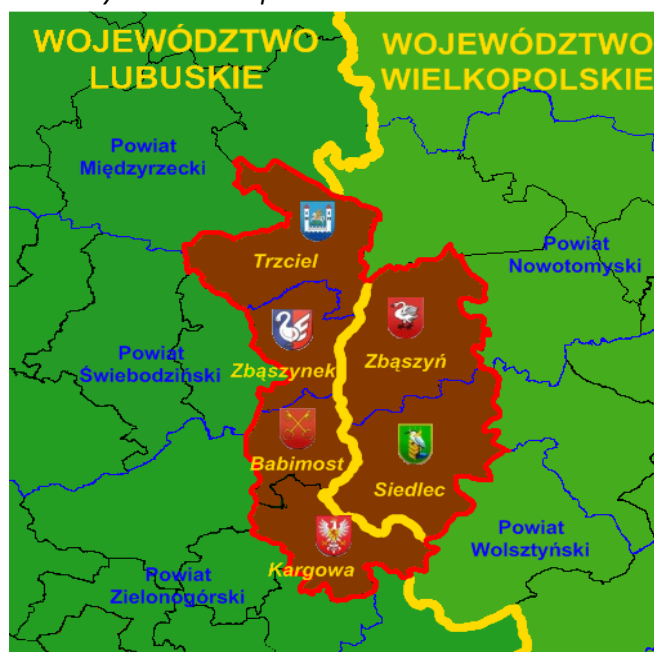 WOJEWÓDZTWO
LUBUSKIE
WOJEWÓDZTWO
WIELKOPOLSKIE
Powiat
Międzyrzecki
Trzciel
Powiat
Nowotomyski
Powiat
Świebodziński
Zbąszynek
Zbąszyń
Babimost
Siedlec
Powiat
Wolsztyński
Kargowa
Powiat
Zielonogórski